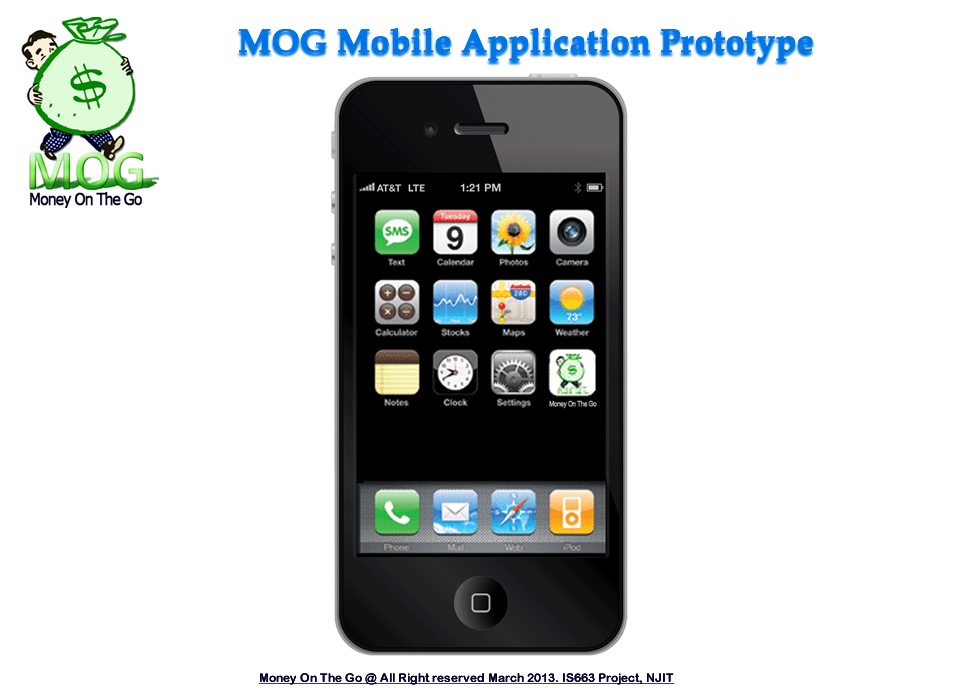 MOG Mobile Application Prototype
$
MOG
Money On The Go
AT&T LTE 1:21 PM
SMS
Tuesday
9
Text Calendar Photos Camera
280
73°
Calculator Stocks Maps Weather
$
Notes Clock Settings Money On The Go
Phone Mail Web iPod
Money On The Go @ All Right reserved March 2013. IS663 Project, NJIT